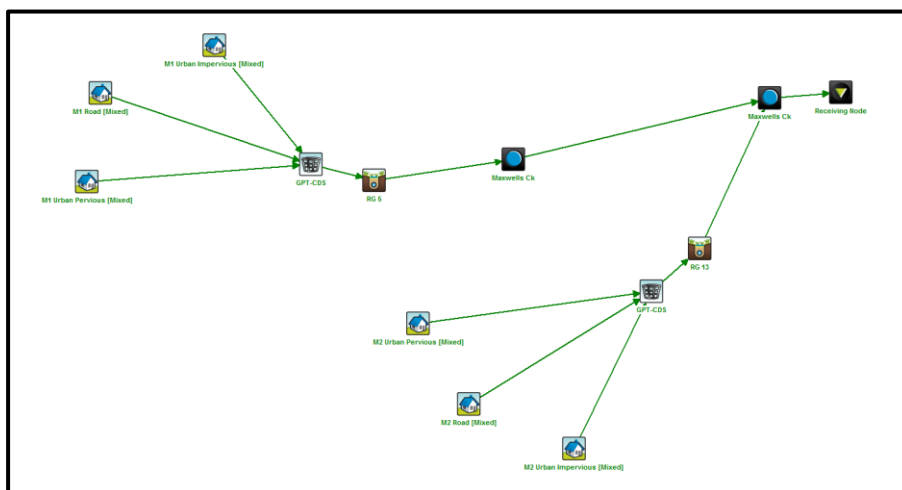 M1 Urban Impervious [Mixed]
M1 Road [Mixed]
Maxwells Ck
Receiving Node
GPT-CDS
Maxwells Ck
M1 Urban Pervious [Mixed]
RG 5
RG 13
GPT-CDS
M2 Urban Pervious [Mixed]
M2 Road [Mixed]
M2 Urban Impervious [Mixed]